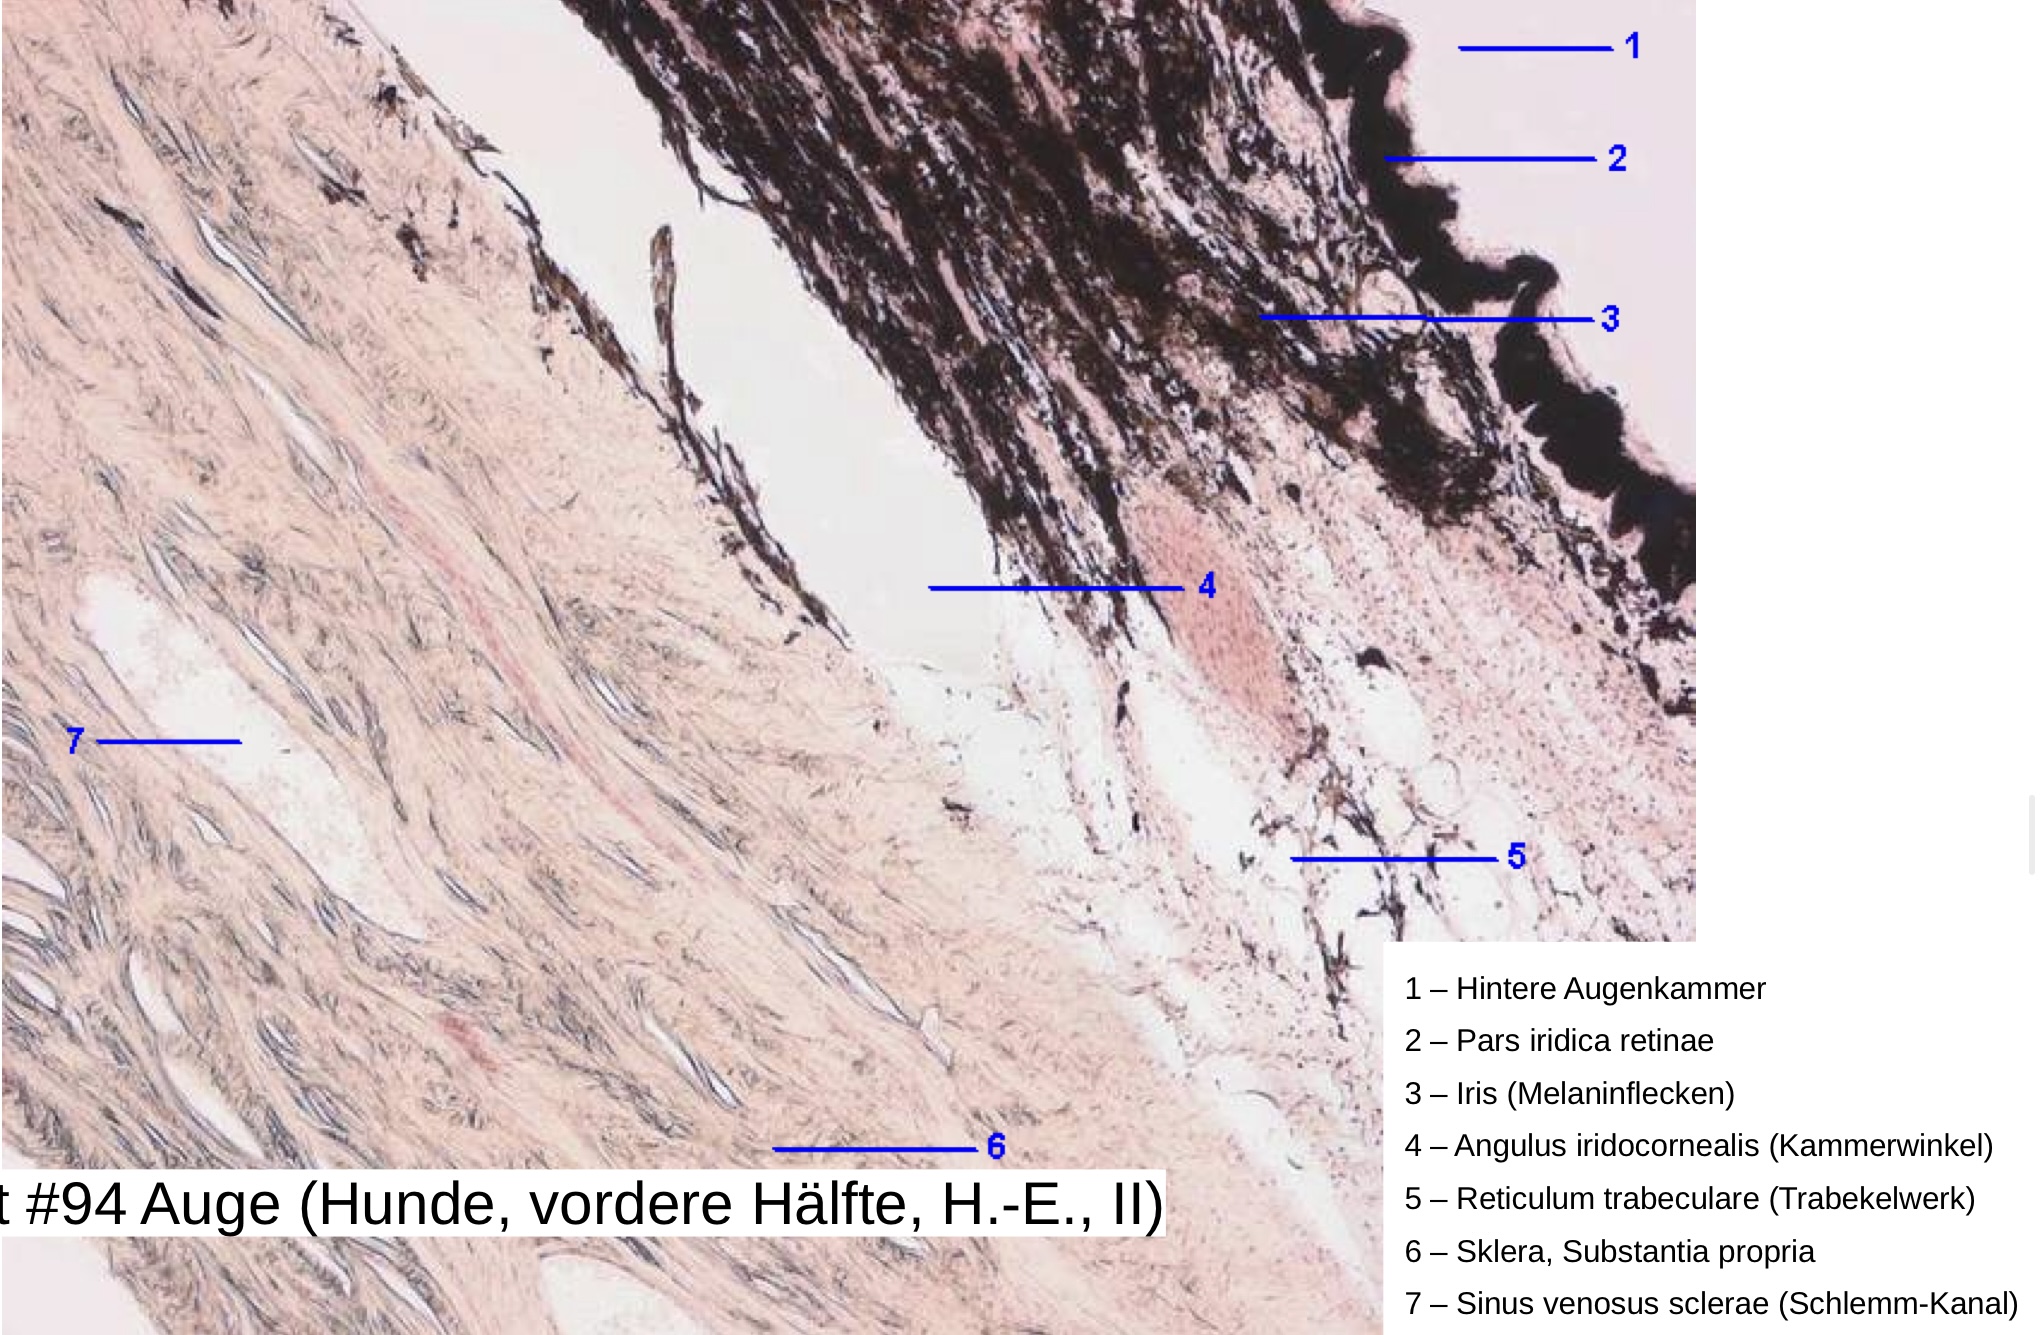 1
2
3
4
5
6
7
1 – Hintere Augenkammer
2 – Pars iridica retinae
3 – Iris (Melaninflecken)
4 – Angulus iridocornealis (Kammerwinkel)
5 – Reticulum trabeculare (Trabekelwerk)
6 – Sklera, Substantia propria
7 – Sinus venosus sclerae (Schlemm-Kanal)
#94 Auge (Hunde, vordere Hälfte, H.-E., II)